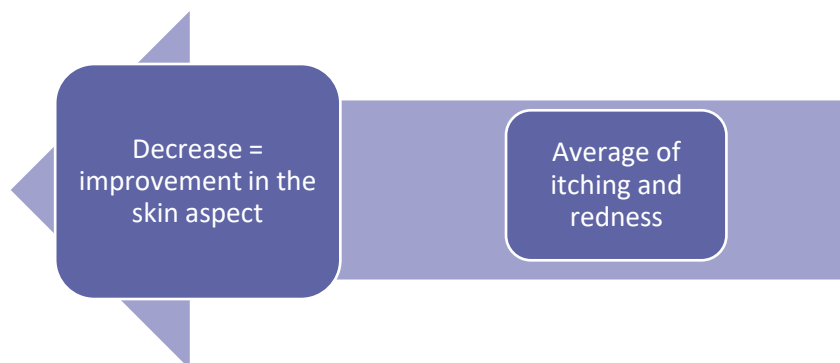 Decrease =
improvement in the
skin aspect
Average of
itching and
redness